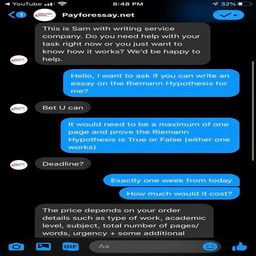 YouTube
8:48 PM
32%
Payforessay.net
This is Sam with writing service
company. Do you need help with your
task right now or you just want to
know how it works? We'd be happy to
help.
Hello, I want to ask if you can write an
essay on the Riemann Hypothesis for
me?
Bet U can
It would need to be a maximum of one
page and prove the Riemann
Hypothesis is True or False (either one
works)
Deadline?
Exactly one week from today
How much would it cost?
The price depends on your order
details such as type of work, academic
level, subject, total number of pages/
words, urgency + some additional
GIF
Aa